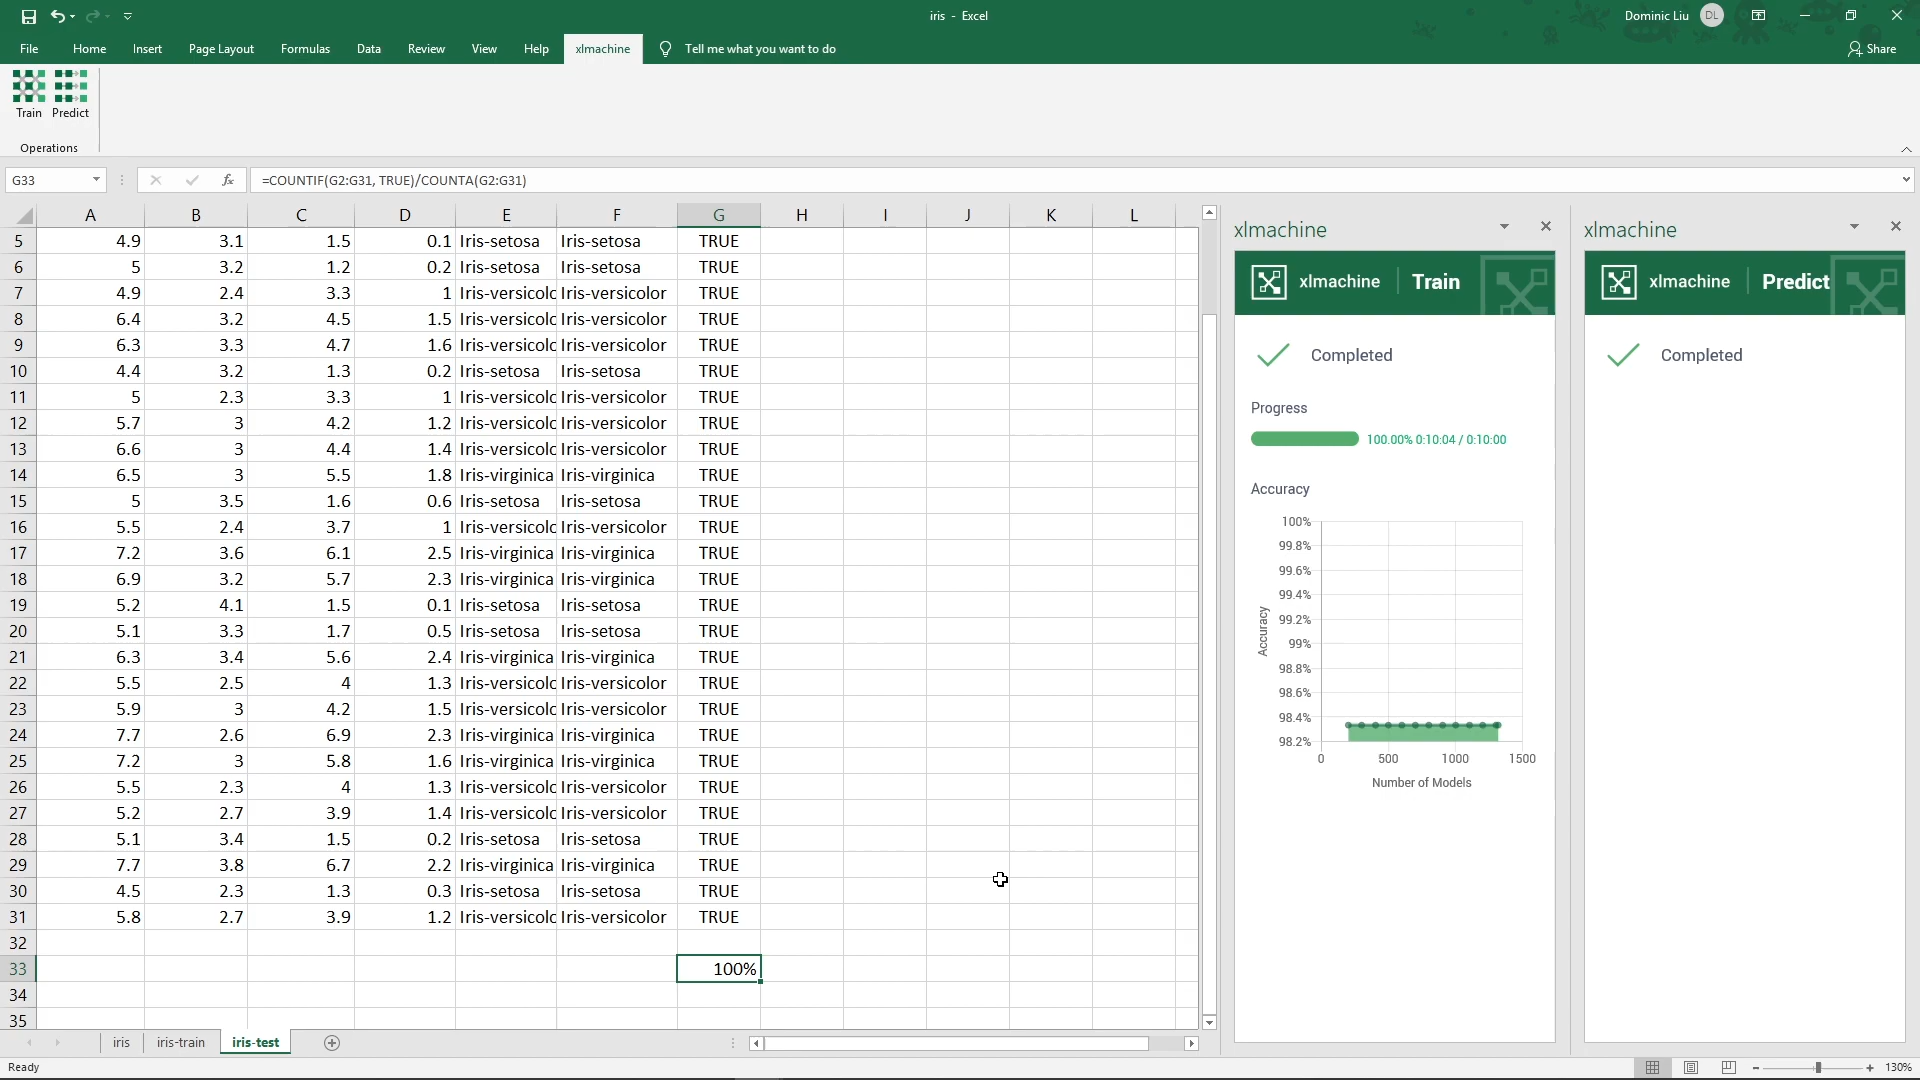 iris - Excel
Dominic Liu DL
File Home Insert Page Layout Formulas Data Review View Help xlmachine Tell me what you want to do Share
Train Predict
Operations
G33 fx =COUNTIF(G2:G31, TRUE)/COUNTA(G2:G31)
A B C D E F G H I J K L
5 4.9 3.1 1.5 0.1 Iris-setosa Iris-setosa TRUE
6 5 3.2 1.2 0.2 Iris-setosa Iris-setosa TRUE
7 4.9 2.4 3.3 1 Iris-versicolo Iris-versicolor TRUE
8 6.4 3.2 4.5 1.5 Iris-versicolo Iris-versicolor TRUE
9 6.3 3.3 4.7 1.6 Iris-versicolo Iris-versicolor TRUE
10 4.4 3.2 1.3 0.2 Iris-setosa Iris-setosa TRUE
11 5 2.3 3.3 1 Iris-versicolo Iris-versicolor TRUE
12 5.7 3 4.2 1.2 Iris-versicolo Iris-versicolor TRUE
13 6.6 3 4.4 1.4 Iris-versicolo Iris-versicolor TRUE
14 6.5 3 5.5 1.8 Iris-virginica Iris-virginica TRUE
15 5 3.5 1.6 0.6 Iris-setosa Iris-setosa TRUE
16 5.5 2.4 3.7 1 Iris-versicolo Iris-versicolor TRUE
17 7.2 3.6 6.1 2.5 Iris-virginica Iris-virginica TRUE
18 6.9 3.2 5.7 2.3 Iris-virginica Iris-virginica TRUE
19 5.2 4.1 1.5 0.1 Iris-setosa Iris-setosa TRUE
20 5.1 3.3 1.7 0.5 Iris-setosa Iris-setosa TRUE
21 6.3 3.4 5.6 2.4 Iris-virginica Iris-virginica TRUE
22 5.5 2.5 4 1.3 Iris-versicolo Iris-versicolor TRUE
23 5.9 3 4.2 1.5 Iris-versicolo Iris-versicolor TRUE
24 7.7 2.6 6.9 2.3 Iris-virginica Iris-virginica TRUE
25 7.2 3 5.8 1.6 Iris-virginica Iris-virginica TRUE
26 5.5 2.3 4 1.3 Iris-versicolo Iris-versicolor TRUE
27 5.2 2.7 3.9 1.4 Iris-versicolo Iris-versicolor TRUE
28 5.1 3.4 1.5 0.2 Iris-setosa Iris-setosa TRUE
29 7.7 3.8 6.7 2.2 Iris-virginica Iris-virginica TRUE
30 4.5 2.3 1.3 0.3 Iris-setosa Iris-setosa TRUE
31 5.8 2.7 3.9 1.2 Iris-versicolo Iris-versicolor TRUE
32
33 100%
34
35
iris iris-train iris-test
Ready
130%
xlmachine
xlmachine Train
Completed
Progress
100.00% 0:10:04 / 0:10:00
Accuracy
100%
99.8%
99.6%
99.4%
99.2%
99%
98.8%
98.6%
98.4%
98.2%
Accuracy
0 500 1000 1500
Number of Models
xlmachine
xlmachine Predict
Completed